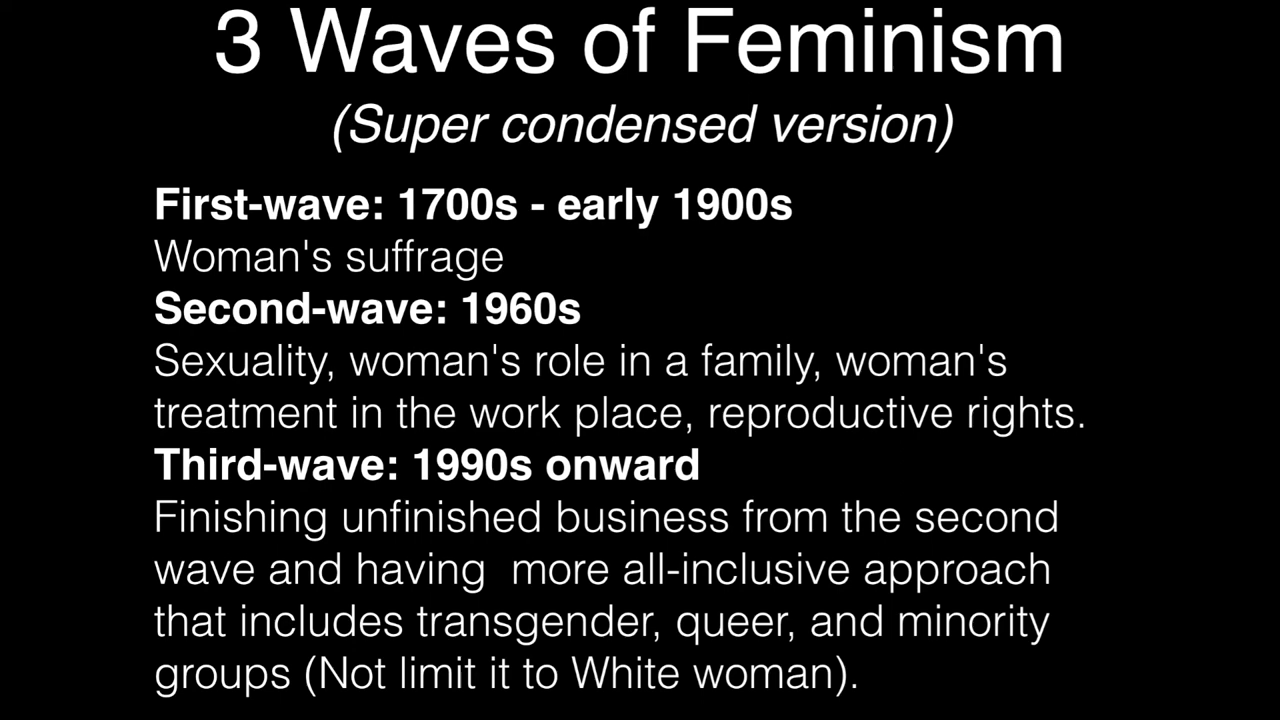 3 Waves of Feminism
(Super condensed version)
First-wave: 1700s - early 1900s
Woman's suffrage
Second-wave: 1960s
Sexuality, woman's role in a family, woman's
treatment in the work place, reproductive rights.
Third-wave: 1990s onward
Finishing unfinished business from the second
wave and having  more all-inclusive approach
that includes transgender, queer, and minority
groups (Not limit it to White woman).